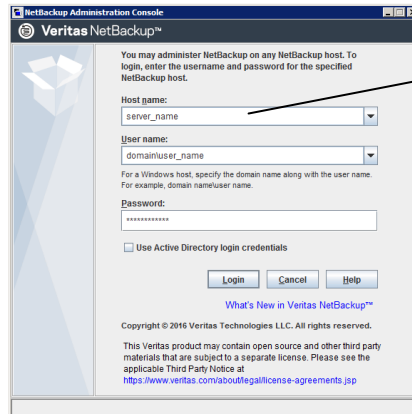 NetBackup Administration Console
Veritas NetBackup™
You may administer NetBackup on any NetBackup host. To
login, enter the username and password for the specified
NetBackup host.
Host name:
server_name
User name:
domain\user_name
For a Windows host, specify the domain name along with the user name.
For example, domain name\user name.
Password:
************
Use Active Directory login credentials
Login Cancel Help
What's New in Veritas NetBackup™
Copyright © 2016 Veritas Technologies LLC. All rights reserved.
This Veritas product may contain open source and other third party
materials that are subject to a separate license. Please see the
applicable Third Party Notice at
https://www.veritas.com/about/legal/license-agreements.jsp